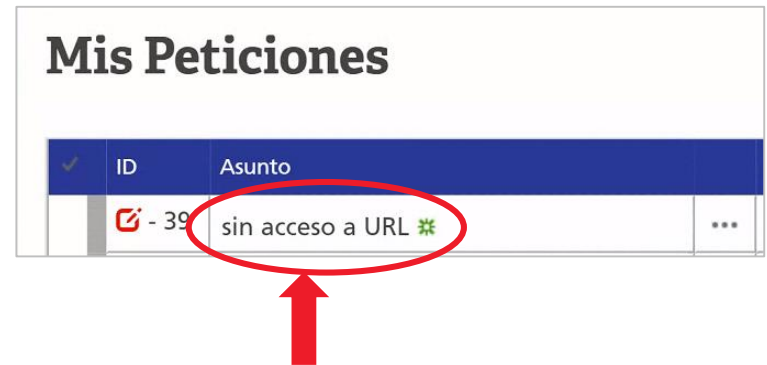 Mis Peticiones
ID Asunto
- 39 sin acceso a URL ...